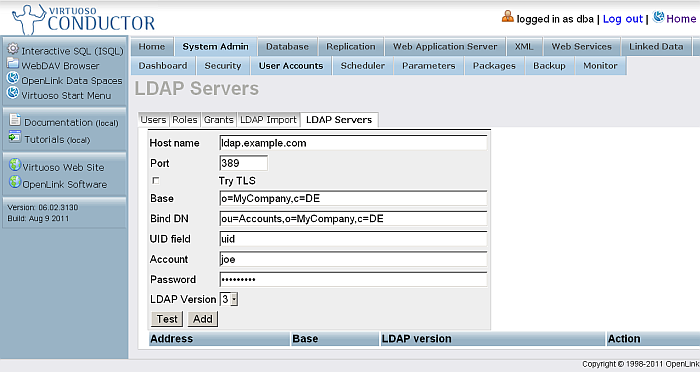 VIRTUOSO
CONDUCTOR
logged in as dba | Log out | Home
Interactive SQL (ISQL)
WebDAV Browser
OpenLink Data Spaces
Virtuoso Start Menu
Documentation (local)
Tutorials (local)
Virtuoso Web Site
OpenLink Software
Version: 06.02.3130
Build: Aug 9 2011
Home System Admin Database Replication Web Application Server XML Web Services Linked Data
Dashboard Security User Accounts Scheduler Parameters Packages Backup Monitor
LDAP Servers
Users Roles Grants LDAP Import LDAP Servers
Host name ldap.example.com
Port 389
Try TLS
Base o=MyCompany,c=DE
Bind DN ou=Accounts,o=MyCompany,c=DE
UID field uid
Account joe
Password •••••••••
LDAP Version 3
Test Add
Address Base LDAP version Action
Copyright © 1998-2011 OpenLink